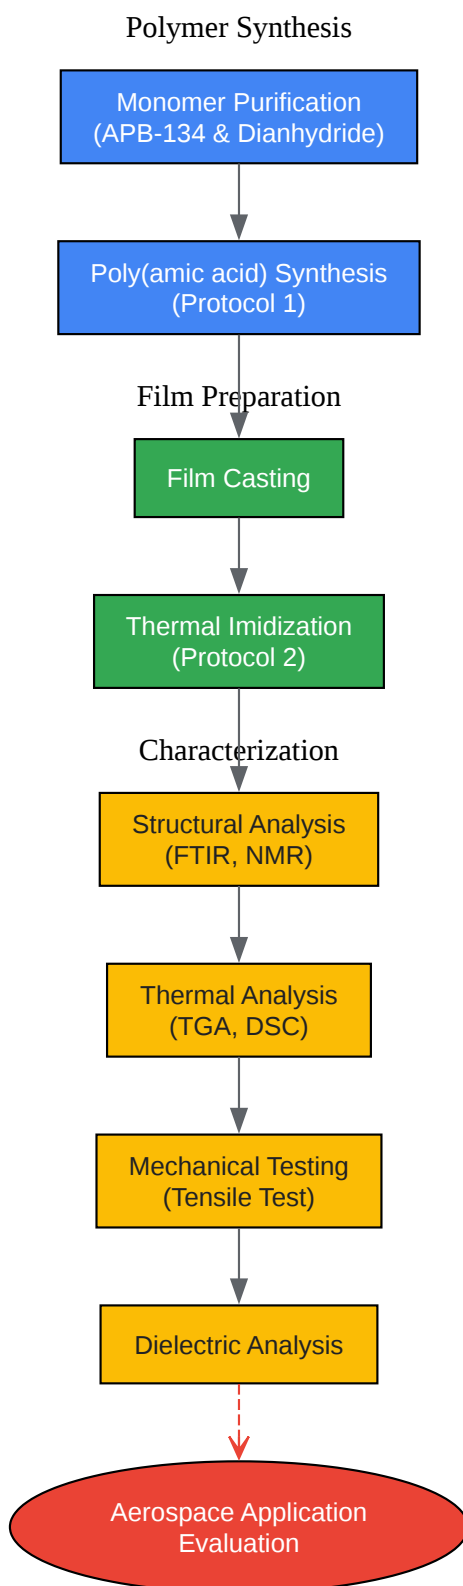 Polymer Synthesis
Monomer Purification
(APB-134 & Dianhydride)
Poly(amic acid) Synthesis
(Protocol 1)
Film Preparation
Film Casting
Thermal Imidization
(Protocol 2)
Characterization
Structural Analysis
(FTIR, NMR)
Thermal Analysis
(TGA, DSC)
Mechanical Testing
(Tensile Test)
Dielectric Analysis
Aerospace Application
Evaluation